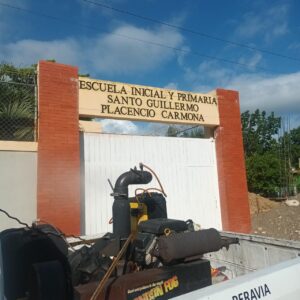 ESCUELA INICIAL Y PRIMARIA
SANTO GUILLERMO
PLACENCIO CARMONA
PERAVIA